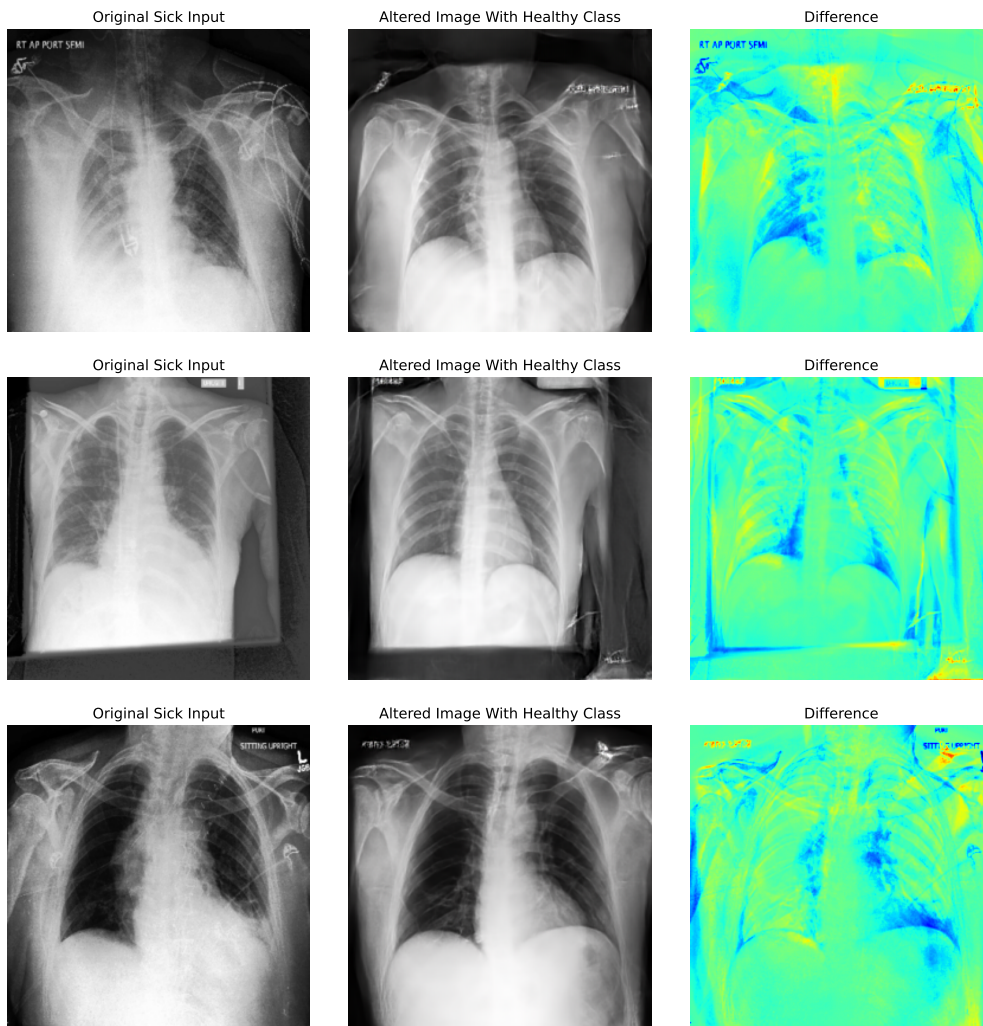 Original Sick Input
Altered Image With Healthy Class
Difference
RT AP PORT SEMI
RT AP PORT SEMI
Original Sick Input
Altered Image With Healthy Class
Difference
Original Sick Input
Altered Image With Healthy Class
Difference
PORT
SITTING UPRIGHT
L
PORT
SITTING UPRIGHT